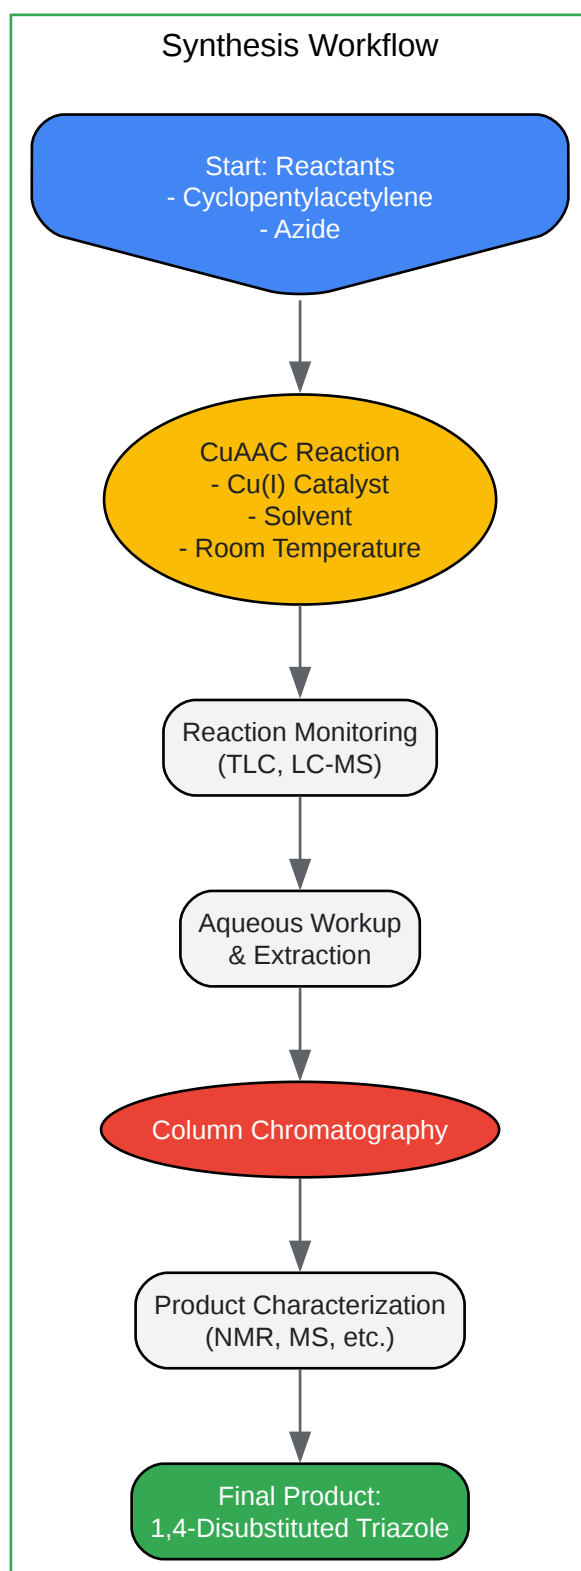 Synthesis Workflow
Start: Reactants
- Cyclopentylacetylene
- Azide
CuAAC Reaction
- Cu(I) Catalyst
- Solvent
- Room Temperature
Reaction Monitoring
(TLC, LC-MS)
Aqueous Workup
& Extraction
Column Chromatography
Product Characterization
(NMR, MS, etc.)
Final Product:
1,4-Disubstituted Triazole